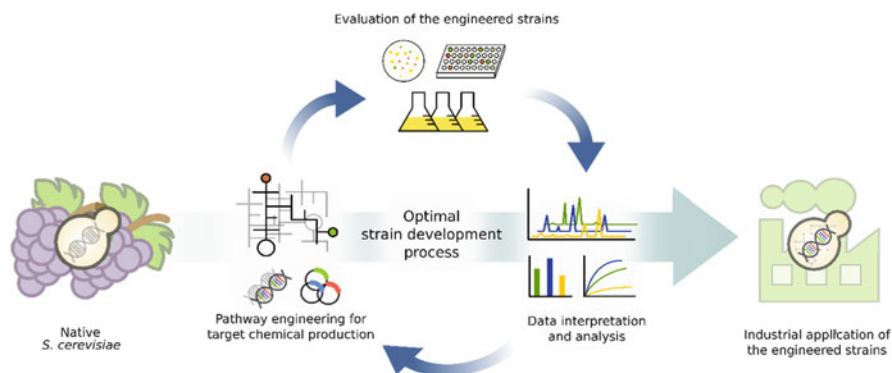 Evaluation of the engineered strains
Optimal
strain development
process
Native
S. cerevisiae
Pathway engineering for
target chemical production
Data interpretation
and analysis
Industrial application of
the engineered strains